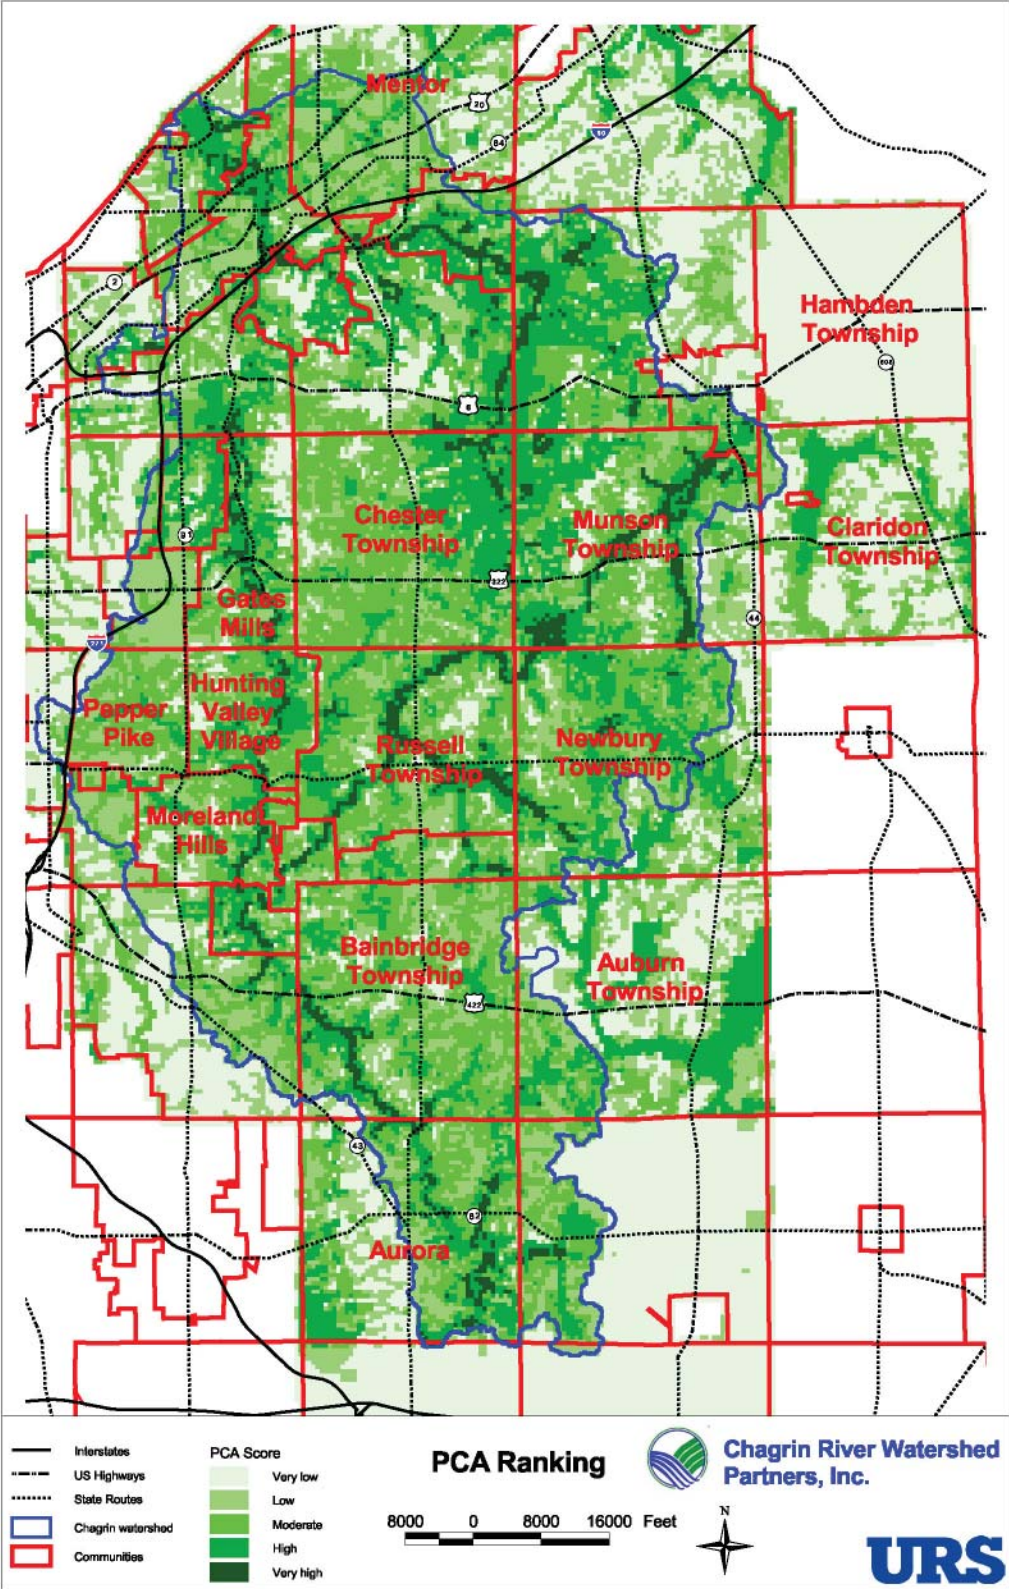 Mentor
20
84
90
2
Hambden
Township
608
6
Chester
Township
Munson
Township
Claridon
Township
91
322
Gates
Mills
44
271
Hunting
Valley
Village
Pepper
Pike
Russell
Township
Newbury
Township
Moreland
Hills
Bainbridge
Township
Auburn
Township
422
43
82
Aurora
Interstates
US Highways
State Routes
Chagrin watershed
Communities
PCA Score
Very low
Low
Moderate
High
Very high
PCA Ranking
8000 0 8000 16000 Feet
Chagrin River Watershed
Partners, Inc.
N
URS